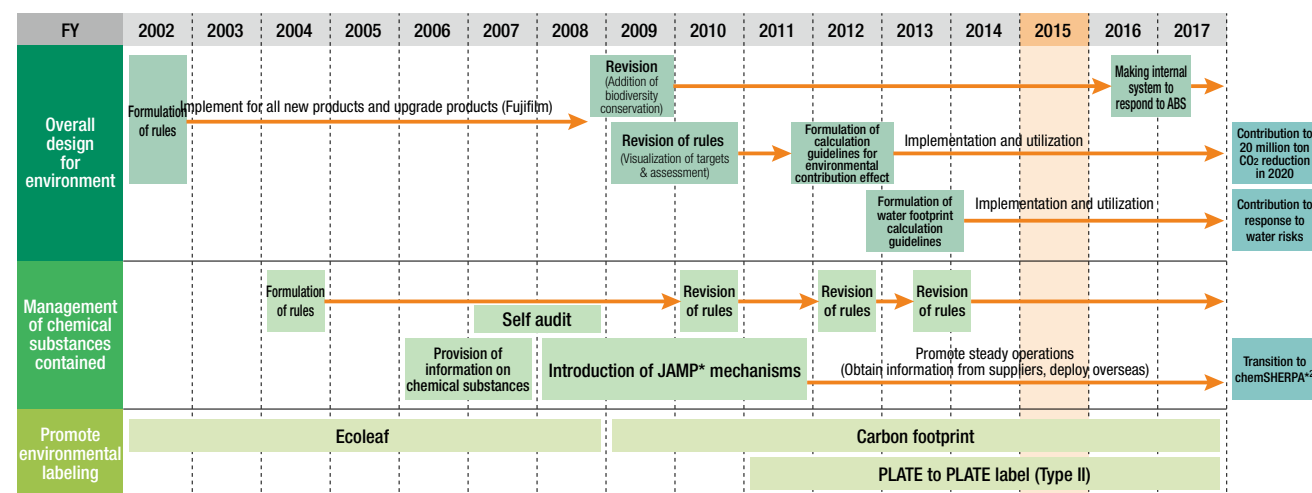 FY 2002 2003 2004 2005 2006 2007 2008 2009 2010 2011 2012 2013 2014 2015 2016 2017
Overall
design
for
environment
Formulation
of rules
Implement for all new products and upgrade products (Fujifilm)
Revision
(Addition of
biodiversity
conservation)
Making internal
system to
respond to ABS
Revision of rules
(Visualization of targets
& assessment)
Formulation of
calculation
guidelines for
environmental
contribution effect
Implementation and utilization
Contribution to
20 million ton
CO2 reduction
in 2020
Formulation of
water footprint
calculation
guidelines
Implementation and utilization
Contribution to
response to
water risks
Management
of chemical
substances
contained
Formulation
of rules
Revision
of rules
Revision
of rules
Revision
of rules
Self audit
Provision of
information on
chemical substances
Introduction of JAMP* mechanisms
Promote steady operations
(Obtain information from suppliers, deploy overseas)
Transition to
chemSHERPA*2
Promote
environmental
labeling
Ecoleaf
Carbon footprint
PLATE to PLATE label (Type II)